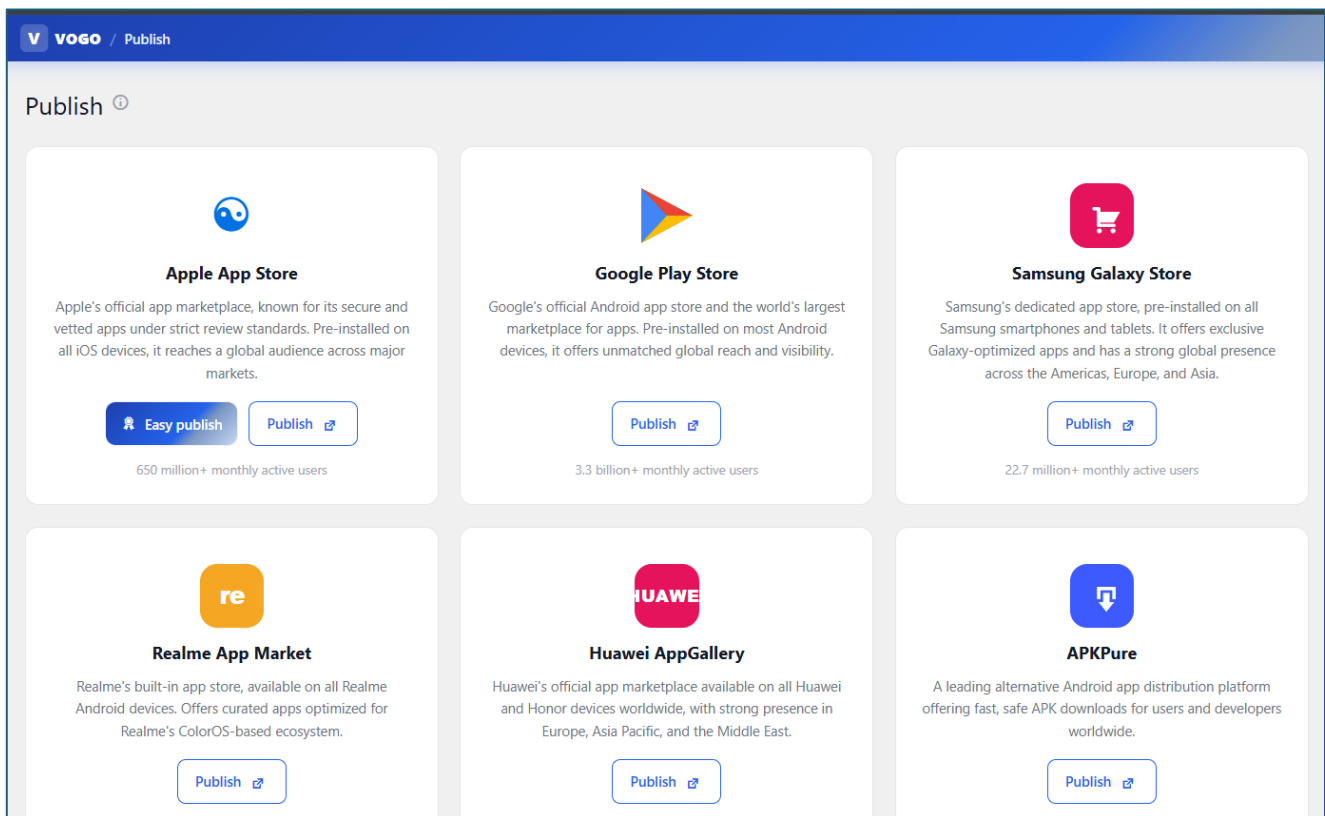 V VOGO / Publish
Publish
Apple App Store
Apple's official app marketplace, known for its secure and
vetted apps under strict review standards. Pre-installed on
all iOS devices, it reaches a global audience across major
markets.
Easy publish Publish
650 million+ monthly active users
Google Play Store
Google's official Android app store and the world's largest
marketplace for apps. Pre-installed on most Android
devices, it offers unmatched global reach and visibility.
Publish
3.3 billion+ monthly active users
Samsung Galaxy Store
Samsung's dedicated app store, pre-installed on all
Samsung smartphones and tablets. It offers exclusive
Galaxy-optimized apps and has a strong global presence
across the Americas, Europe, and Asia.
Publish
22.7 million+ monthly active users
re
Realme App Market
Realme's built-in app store, available on all Realme
Android devices. Offers curated apps optimized for
Realme's ColorOS-based ecosystem.
Publish
HUAWE
Huawei AppGallery
Huawei's official app marketplace available on all Huawei
and Honor devices worldwide, with strong presence in
Europe, Asia Pacific, and the Middle East.
Publish
APKPure
A leading alternative Android app distribution platform
offering fast, safe APK downloads for users and developers
worldwide.
Publish